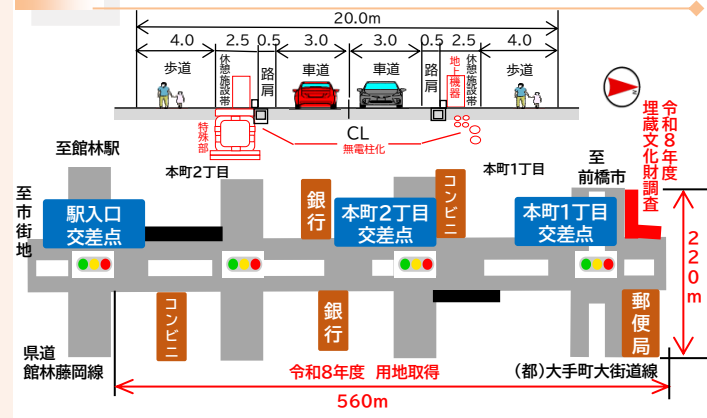 20.0m
4.0
2.5
0.5
3.0
3.0
0.5
2.5
4.0
歩道
休憩施設帯
路肩
車道
車道
路肩
地上機器
休憩施設帯
歩道
特殊部
CL
無電柱化
N
令和8年度
埋蔵文化財調査
至館林駅
本町2丁目
本町1丁目
至
前橋市
至市街地
駅入口
交差点
銀行
本町2丁目
交差点
コンビニ
本町1丁目
交差点
220m
コンビニ
銀行
郵便局
県道
館林藤岡線
令和8年度 用地取得
(都)大手町大街道線
560m